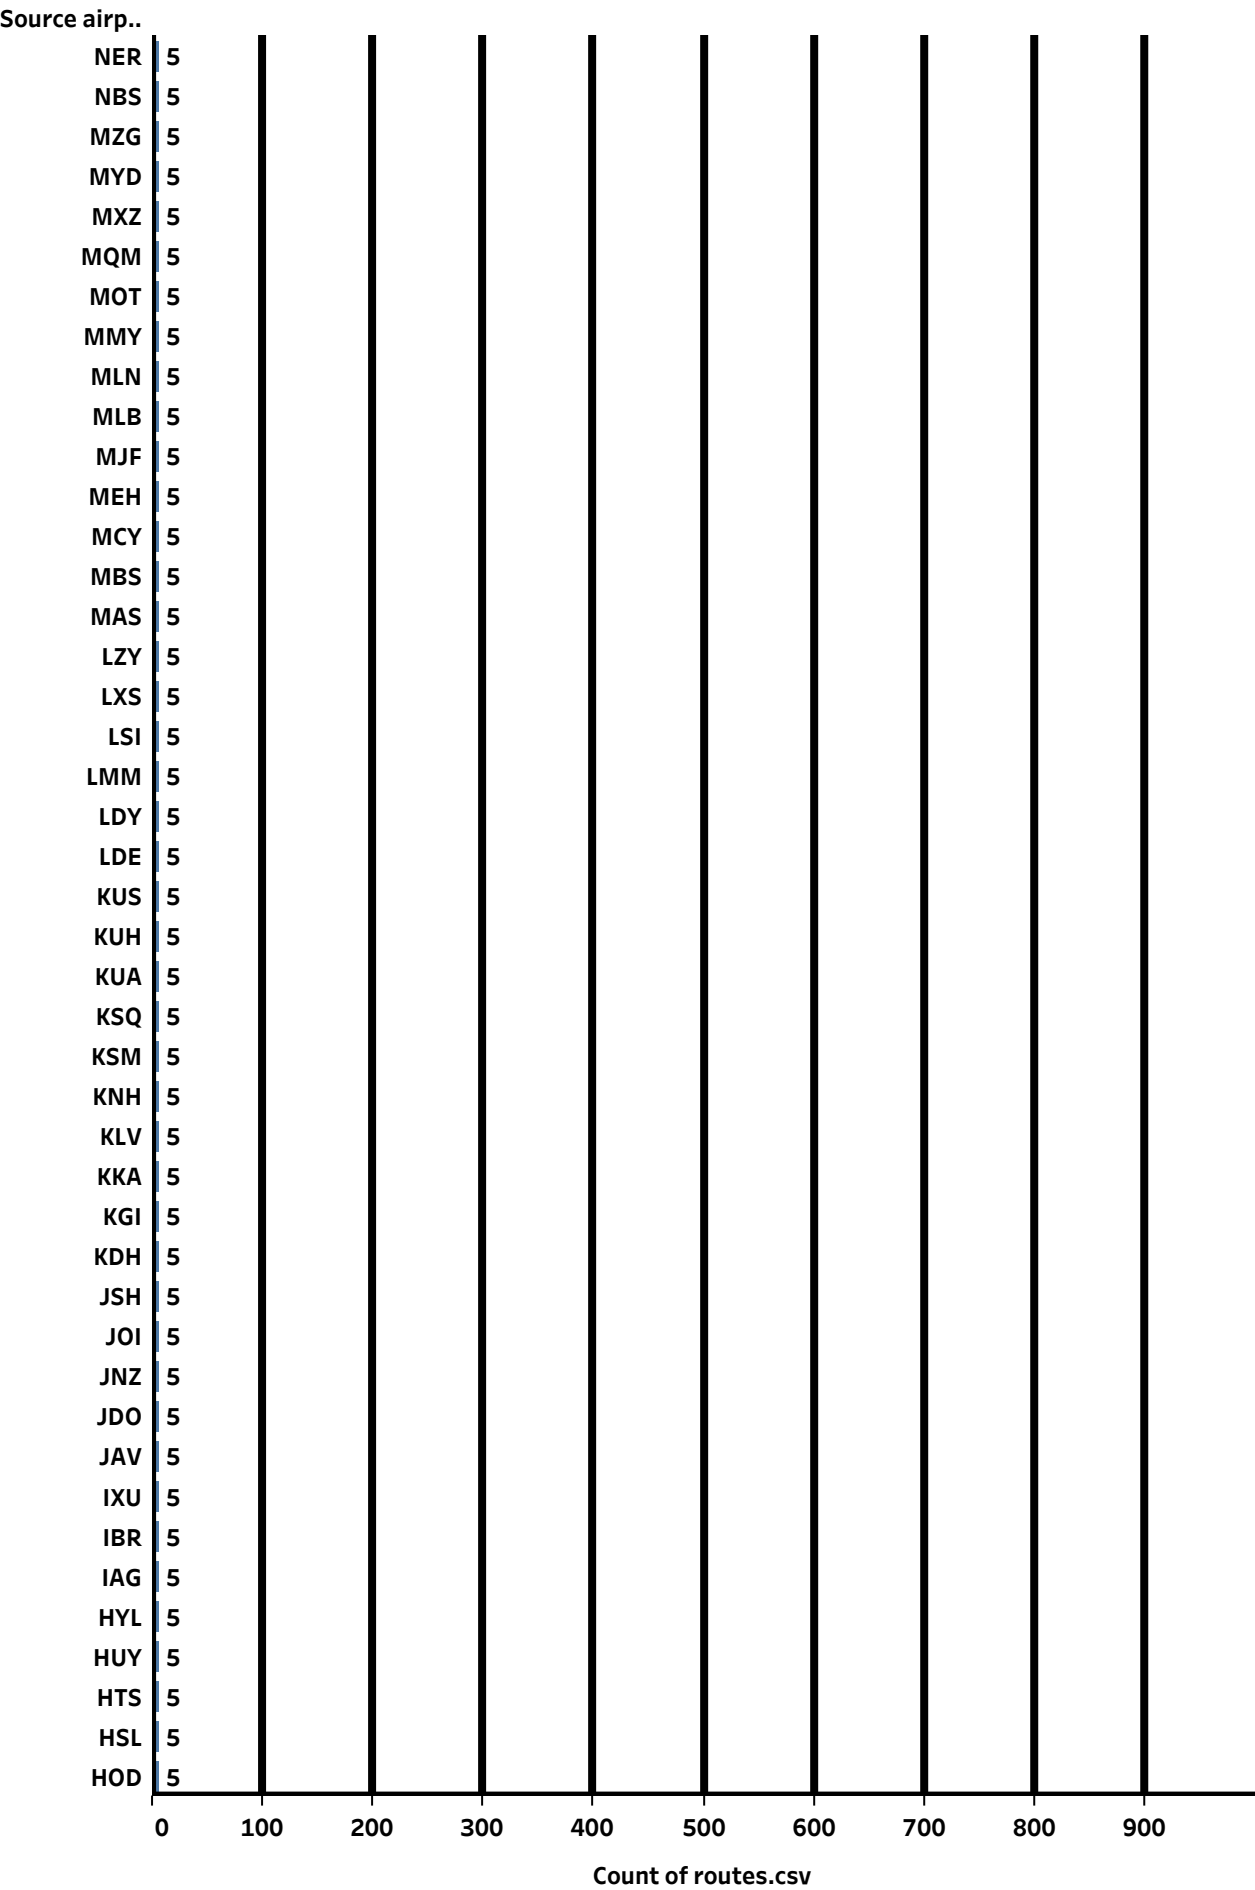 Source airp..
NER 5
NBS 5
MZG 5
MYD 5
MXZ 5
MQM 5
MOT 5
MMY 5
MLN 5
MLB 5
MJF 5
MEH 5
MCY 5
MBS 5
MAS 5
LZY 5
LXS 5
LSI 5
LMM 5
LDY 5
LDE 5
KUS 5
KUH 5
KUA 5
KSQ 5
KSM 5
KNH 5
KLV 5
KKA 5
KGI 5
KDH 5
JSH 5
JOI 5
JNZ 5
JDO 5
JAV 5
IXU 5
IBR 5
IAG 5
HYL 5
HUY 5
HTS 5
HSL 5
HOD 5
0 100 200 300 400 500 600 700 800 900
Count of routes.csv